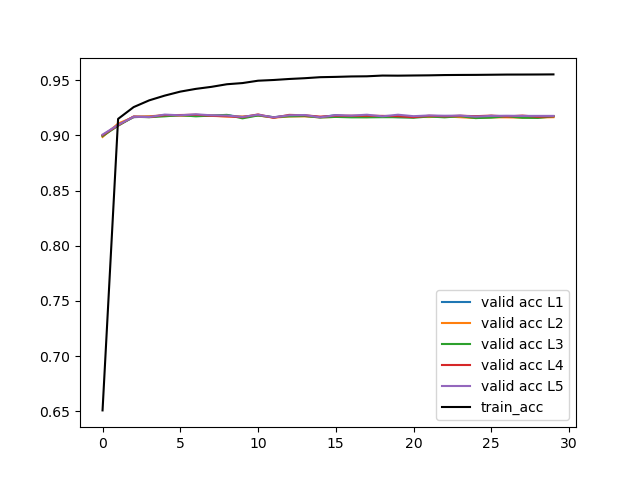 0.95
0.90
0.85
0.80
0.75
0.70
0.65
0 5 10 15 20 25 30
valid acc L1
valid acc L2
valid acc L3
valid acc L4
valid acc L5
train_acc